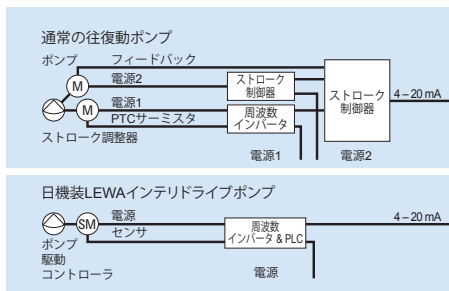 通常の往復動ポンプ
ポンプ
フィードバック
M
電源2
ストローク
制御器
ストローク
制御器
4–20 mA
M
電源1
PTCサーミスタ
周波数
インバータ
ストローク調整器
電源1
電源2
日機装LEWAインテリドライブポンプ
SM
電源
センサ
周波数
インバータ & PLC
4–20 mA
ポンプ
駆動
コントローラ
電源